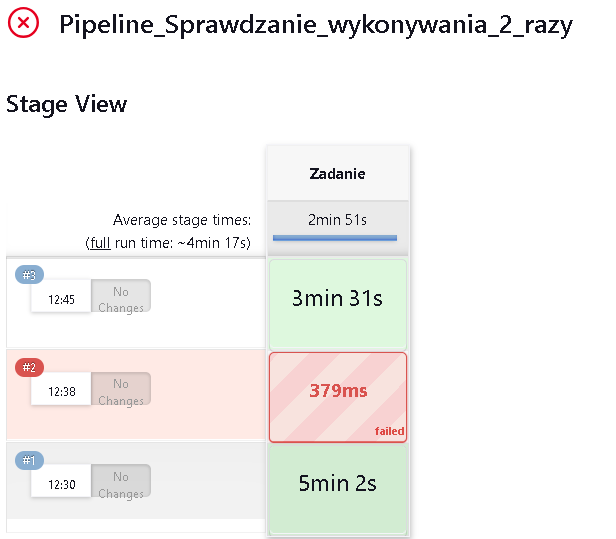 Pipeline_Sprawdzanie_wykonywania_2_razy
Stage View
Zadanie
Average stage times:
2min 51s
(full run time: ~4min 17s)
#3
12:45
No
Changes
3min 31s
#2
12:38
No
Changes
379ms
failed
#1
12:30
No
Changes
5min 2s